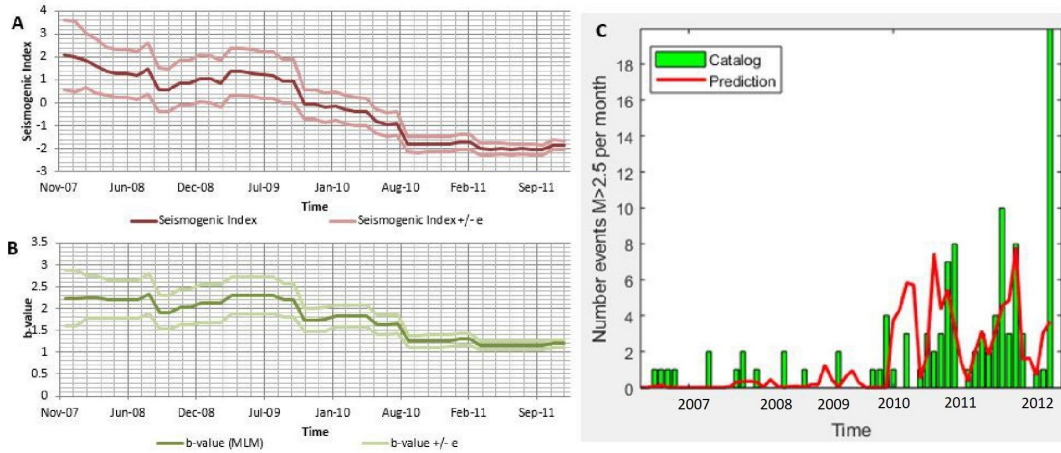 A
4
3
2
1
0
-1
-2
-3
Seismogenic Index
Nov-07 Jun-08 Dec-08 Jul-09 Jan-10 Aug-10 Feb-11 Sep-11
Time
Seismogenic Index Seismogenic Index +/- e
B
3.5
3
2.5
2
1.5
1
0.5
0
b value
Nov-07 Jun-08 Dec-08 Jul-09 Jan-10 Aug-10 Feb-11 Sep-11
Time
b-value (MLM) b-value +/- e
C
Catalog
Prediction
18
16
14
12
10
8
6
4
2
0
Number events M>2.5 per month
2007 2008 2009 2010 2011 2012
Time